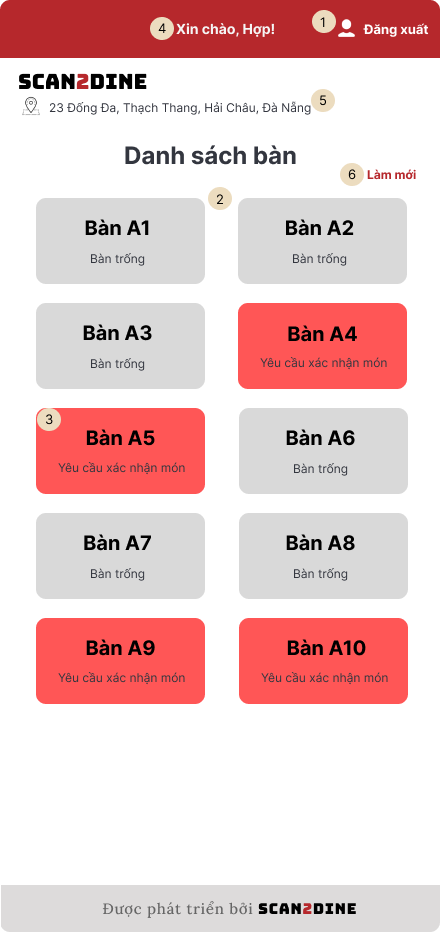 4 Xin chào, Hợp! 1 Đăng xuất
SCAN2DINE
23 Đống Đa, Thạch Thang, Hải Châu, Đà Nẵng 5
Danh sách bàn
6 Làm mới
2
Bàn A1
Bàn trống
Bàn A2
Bàn trống
Bàn A3
Bàn trống
Bàn A4
Yêu cầu xác nhận món
3
Bàn A5
Yêu cầu xác nhận món
Bàn A6
Bàn trống
Bàn A7
Bàn trống
Bàn A8
Bàn trống
Bàn A9
Yêu cầu xác nhận món
Bàn A10
Yêu cầu xác nhận món
Được phát triển bởi SCAN2DINE